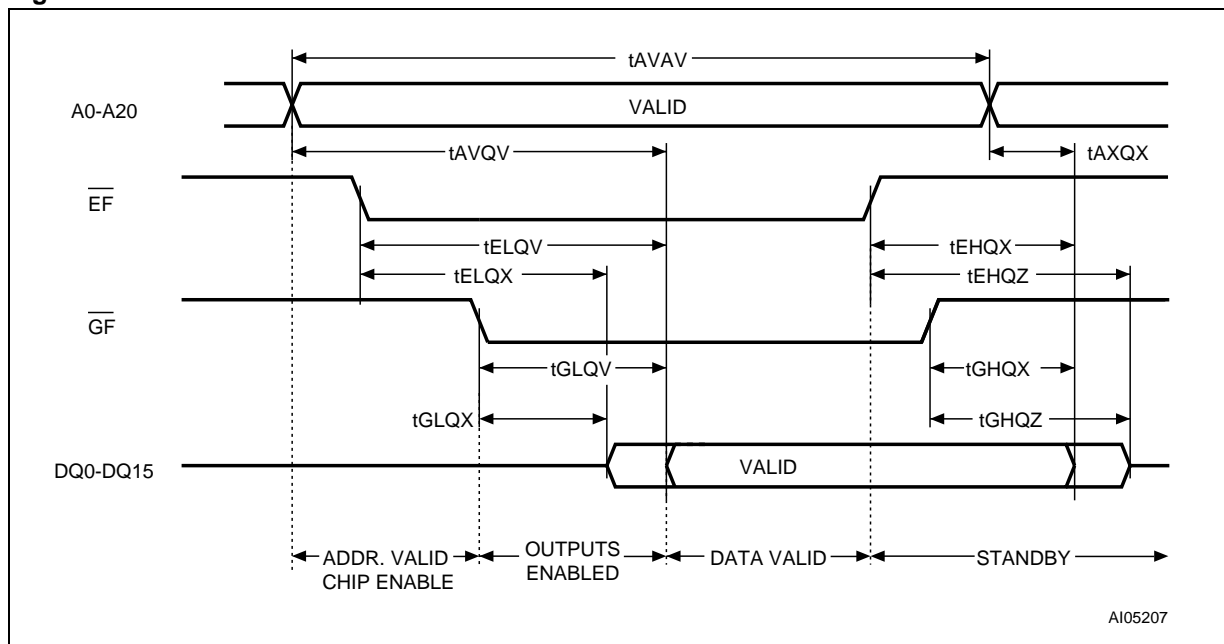 tAVAV
A0-A20
VALID
tAVQV
tAXQX
EF
tELQV
tEHQX
tELQX
tEHQZ
GF
tGLQV
tGHQX
tGLQX
tGHQZ
DQ0-DQ15
VALID
ADDR. VALID
CHIP ENABLE
OUTPUTS
ENABLED
DATA VALID
STANDBY
AI05207